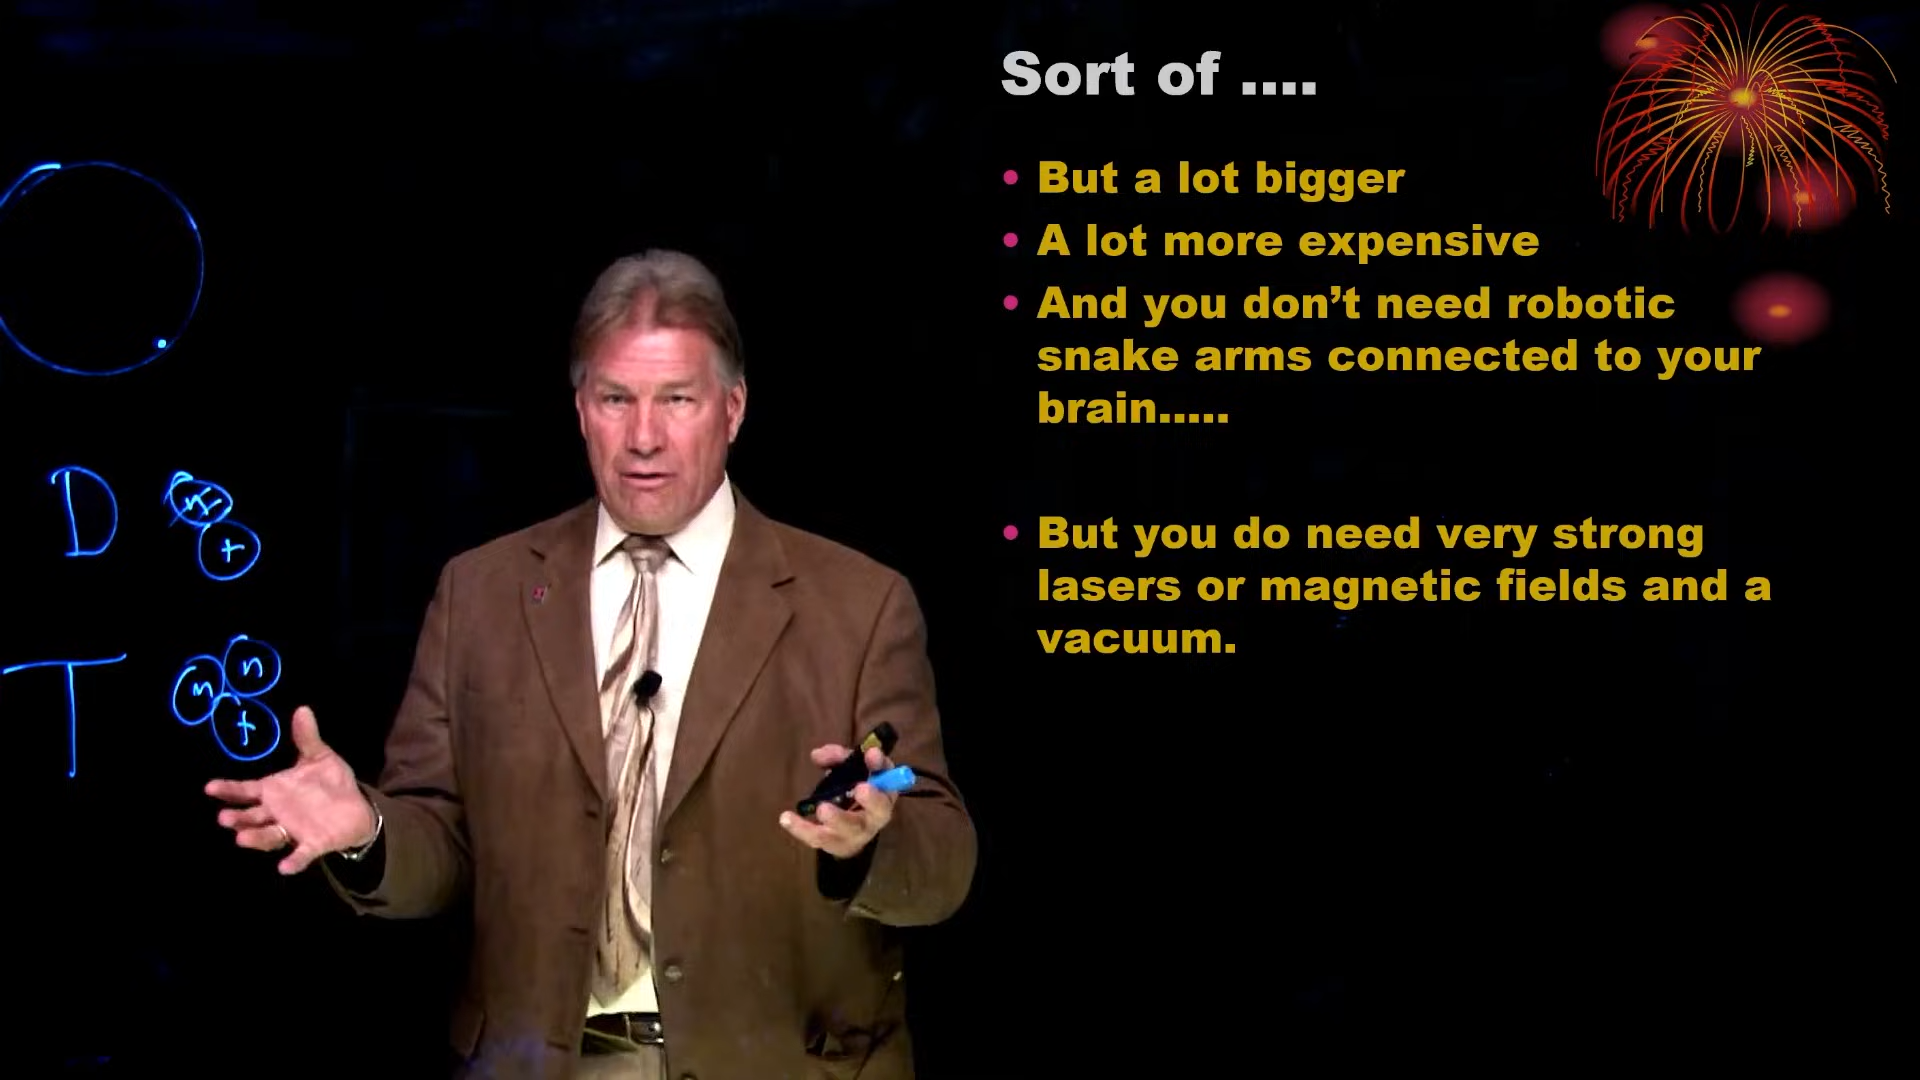 Sort of ....
• But a lot bigger
• A lot more expensive
• And you don’t need robotic
snake arms connected to your
brain.....
• But you do need very strong
lasers or magnetic fields and a
vacuum.
D
+
T
n n
+